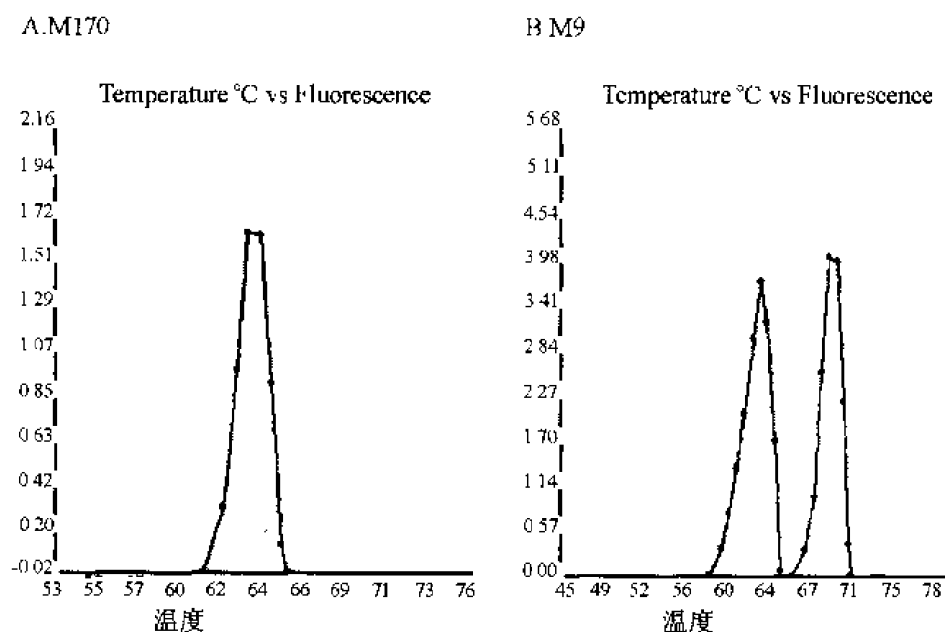 A.M170
Temperature °C vs Fluorescence
2.16
1.94
1.72
1.51
1.29
1.07
0.85
0.63
0.42
0.20
-0.02
53 55 57 60 62 64 66 69 71 73 76
温度
B M9
Temperature °C vs Fluorescence
5.68
5.11
4.54
3.98
3.41
2.84
2.27
1.70
1.14
0.57
0.00
45 49 52 56 60 64 67 71 75 78
温度